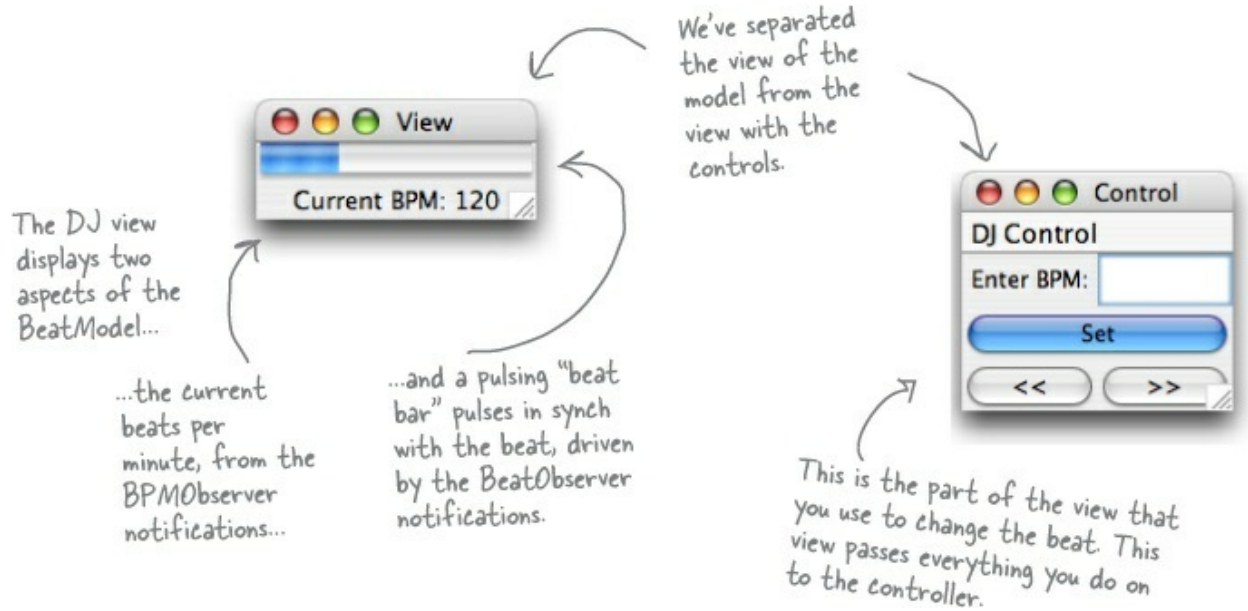 We've separated
the view of the
model from the
view with the
controls.
View
Current BPM: 120
Control
DJ Control
Enter BPM:
Set
<<
>>
The DJ view
displays two
aspects of the
BeatModel...
...the current
beats per
minute, from the
BPMObserver
notifications...
...and a pulsing “beat
bar” pulses in synch
with the beat, driven
by the BeatObserver
notifications.
This is the part of the view that
you use to change the beat. This
view passes everything you do on
to the controller.